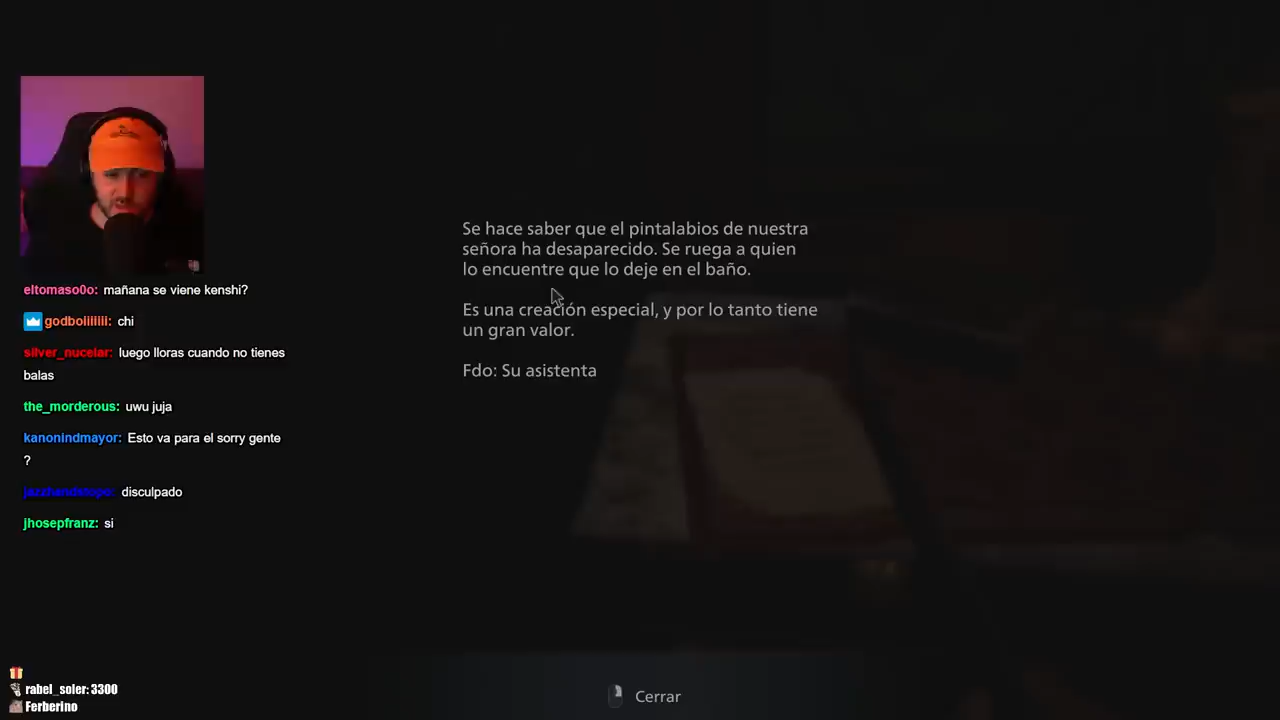 Se hace saber que el pintalabios de nuestra
señora ha desaparecido. Se ruega a quien
lo encuentre que lo deje en el baño.
Es una creación especial, y por lo tanto tiene
un gran valor.
Fdo: Su asistenta
eltomaso0o: mañana se viene kenshi?
godboiiiiiii: chi
silver_nucelar: luego lloras cuando no tienes
balas
the_morderous: uwu juja
kanonindmayor: Esto va para el sorry gente
?
disculpado
jhosepfranz: si
rabel_soler: 3300
Ferberino
Cerrar